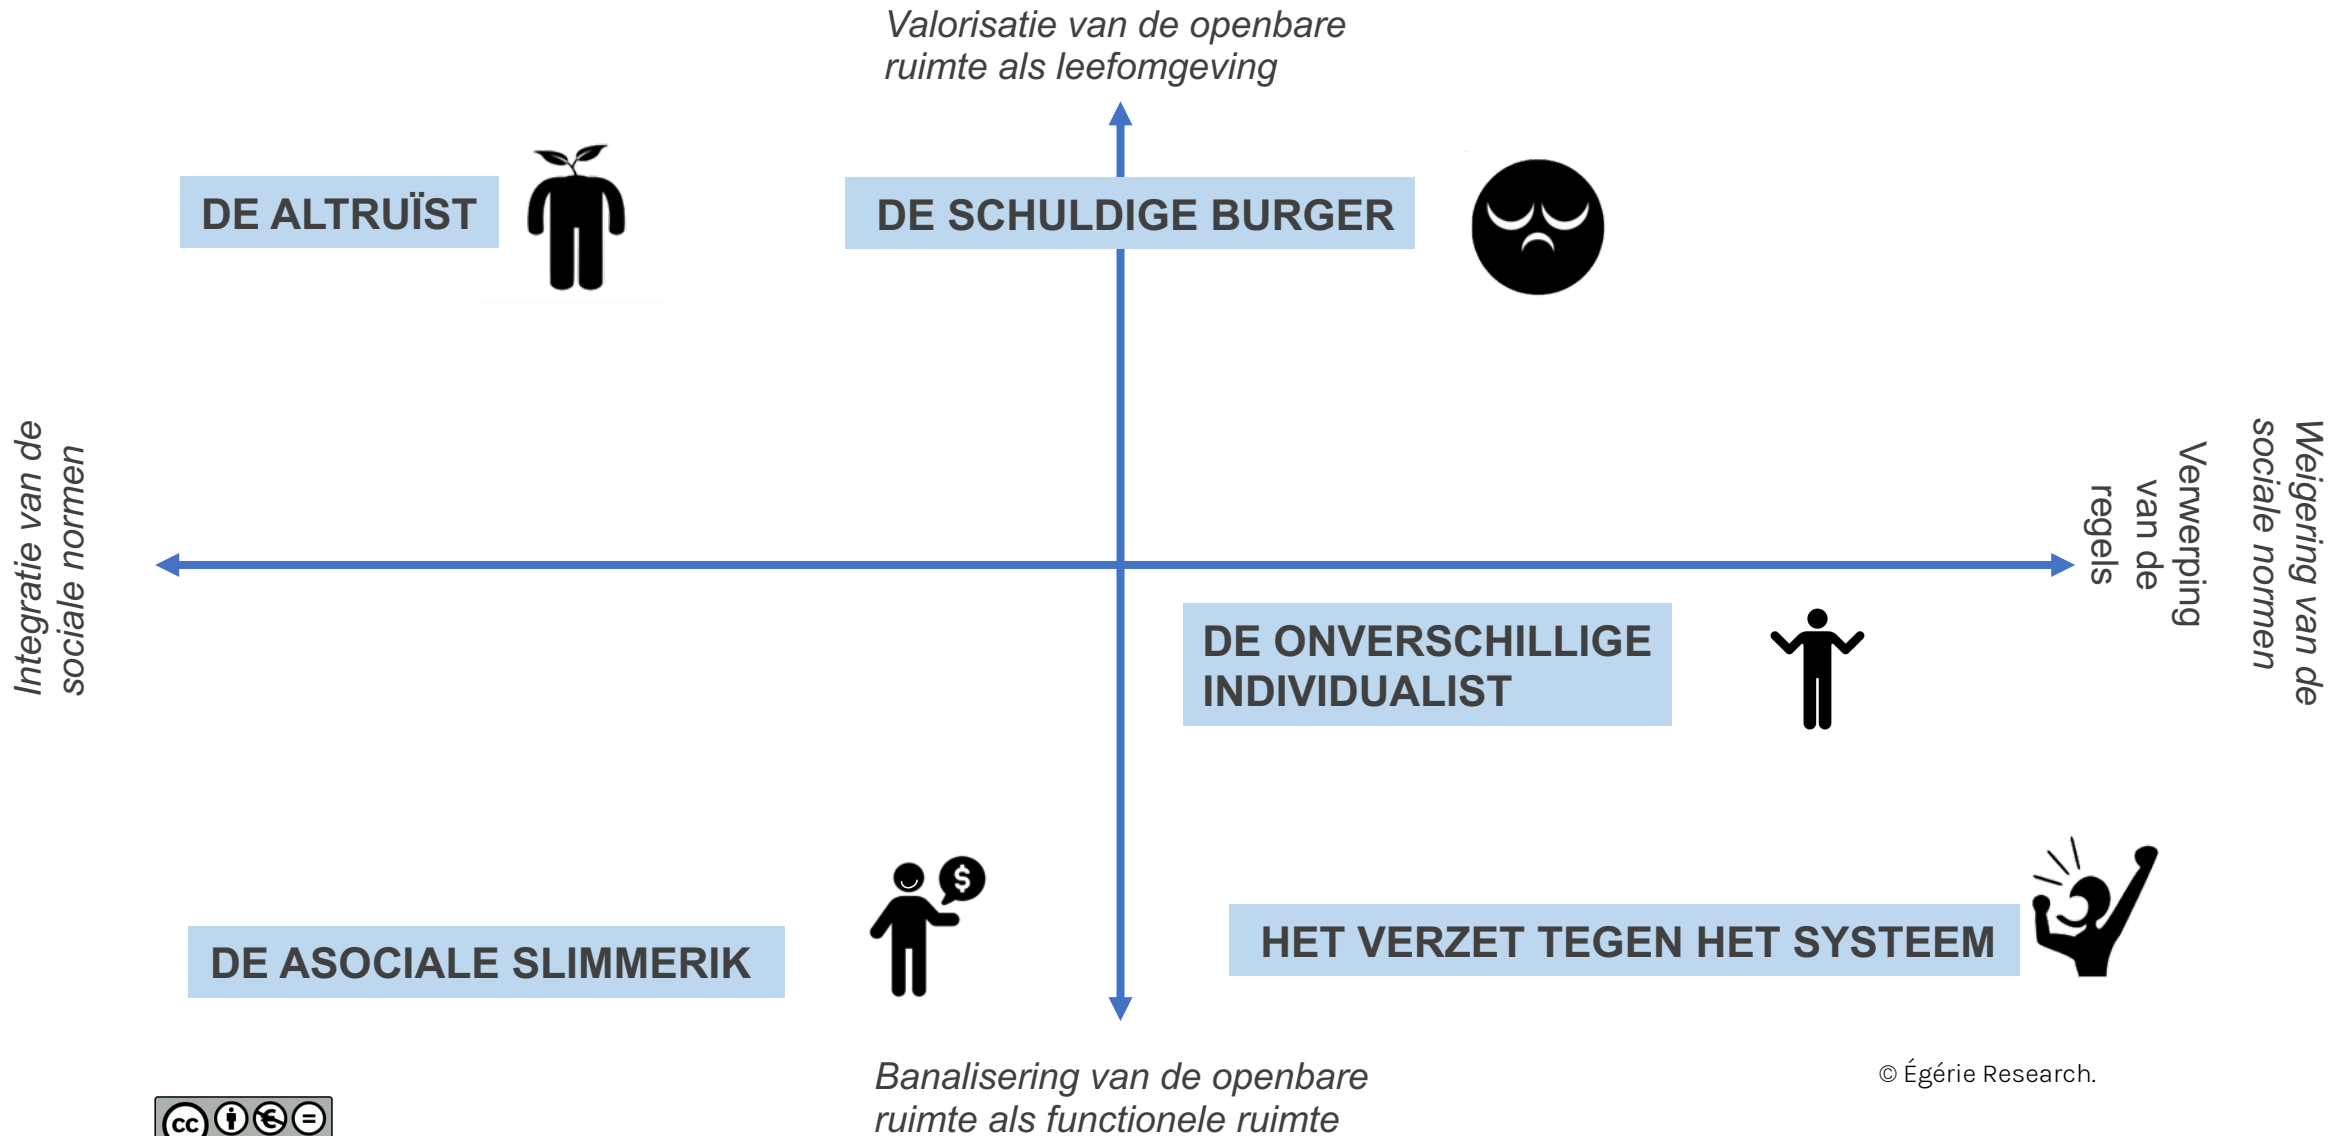 Valorisatie van de openbare
ruimte als leefomgeving
DE ALTRUÏST
DE SCHULDIGE BURGER
Integratie van de
sociale normen
Verwerping
van de
regels
Weigering van de
sociale normen
DE ONVERSCHILLIGE
INDIVIDUALIST
$
DE ASOCIALE SLIMMERIK
HET VERZET TEGEN HET SYSTEEM
Banalisering van de openbare
ruimte als functionele ruimte
© Égérie Research.
cc € =